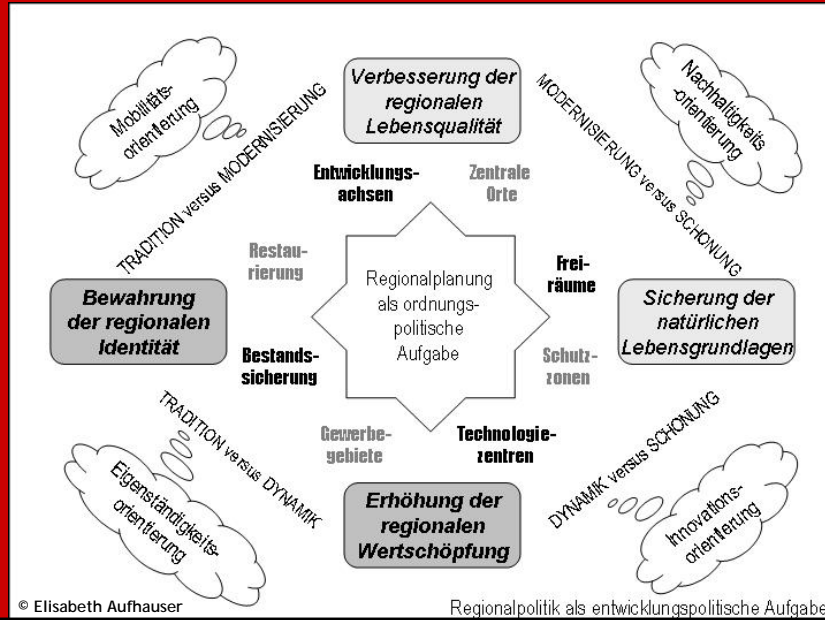 Mobilitäts-
orientierung
TRADITION versus MODERNISIERUNG
Verbesserung der
regionalen
Lebensqualität
MODERNISIERUNG versus SCHONUNG
Nachhaltigkeits
-orientierung
Entwicklungs-
achsen
Zentrale
Orte
Restau-
rierung
Frei-
räume
Bewahrung
der regionalen
Identität
Regionalplanung
als ordnungs-
politische
Aufgabe
Sicherung der
natürlichen
Lebensgrundlagen
Bestands-
sicherung
Schutz-
zonen
Gewerbe-
gebiete
Technologie-
zentren
TRADITION versus DYNAMIK
Eigenständigkeits-
orientierung
Erhöhung der
regionalen
Wertschöpfung
DYNAMIK versus SCHONUNG
Innovations-
orientierung
© Elisabeth Aufhauser
Regionalpolitik als entwicklungspolitische Aufgabe